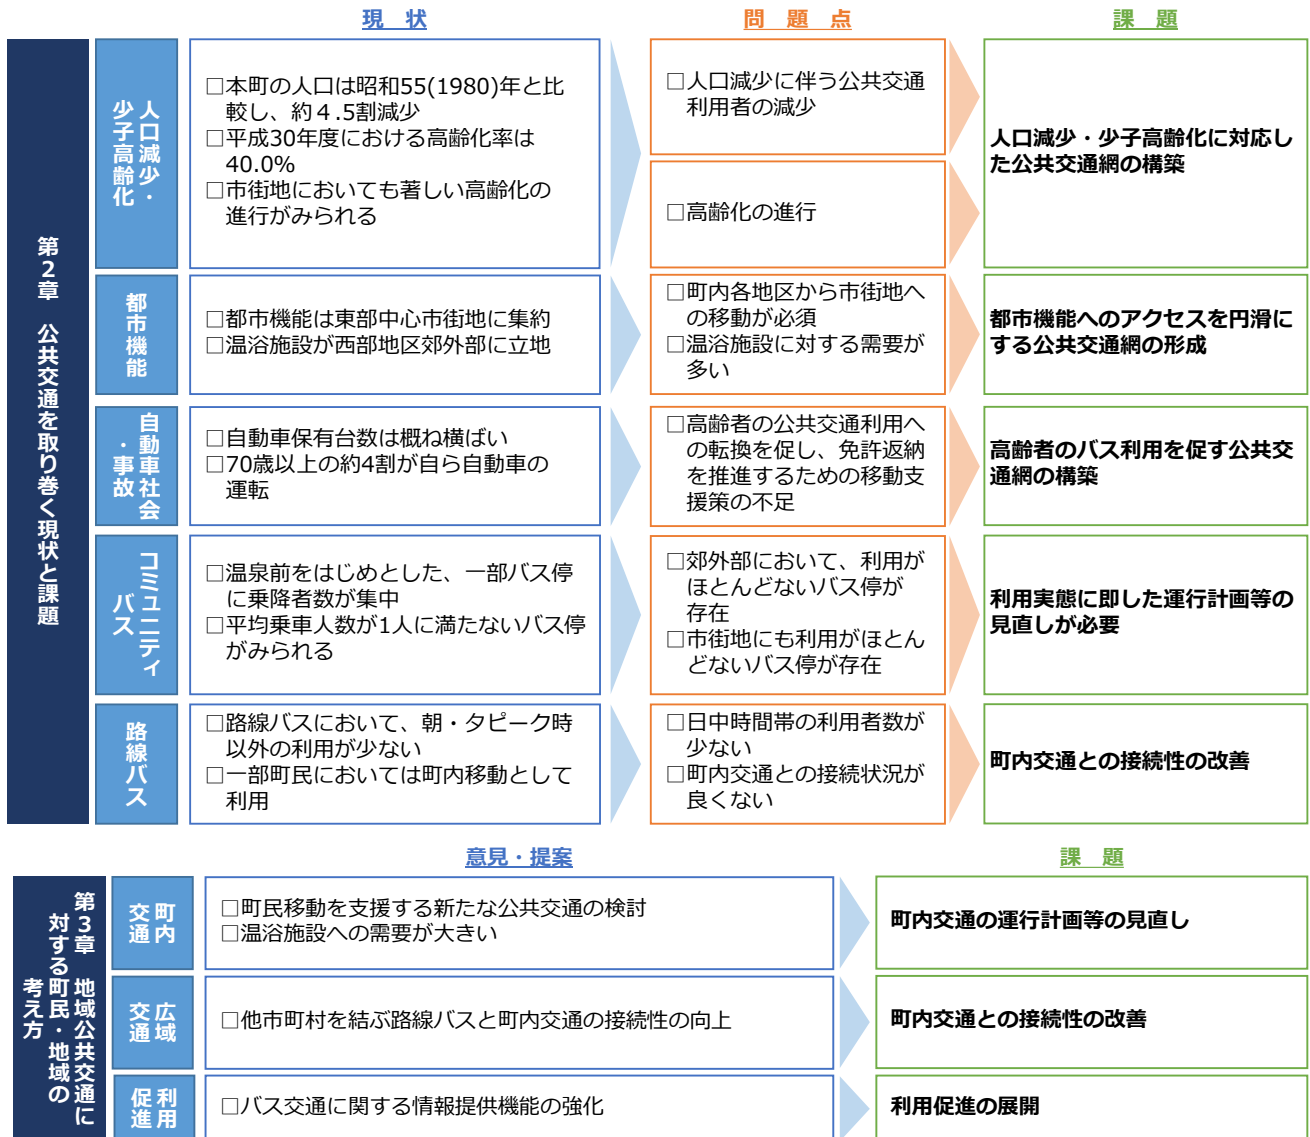 現　状
問　題　点
課　題
第２章　公共交通を取り巻く現状と課題
人口減少・
少子高齢化
□本町の人口は昭和55(1980)年と比
較し、約４.5割減少
□平成30年度における高齢化率は
40.0%
□市街地においても著しい高齢化の
進行がみられる
□人口減少に伴う公共交通
利用者の減少
□高齢化の進行
人口減少・少子高齢化に対応し
た公共交通網の構築
都市機能
□都市機能は東部中心市街地に集約
□温浴施設が西部地区郊外部に立地
□町内各地区から市街地へ
の移動が必須
□温浴施設に対する需要が
多い
都市機能へのアクセスを円滑に
する公共交通網の形成
自動車社会
・事故
□自動車保有台数は概ね横ばい
□70歳以上の約4割が自ら自動車の
運転
□高齢者の公共交通利用へ
の転換を促し、免許返納
を推進するための移動支
援策の不足
高齢者のバス利用を促す公共交
通網の構築
コミュニティ
バス
□温泉前をはじめとした、一部バス停
に乗降者数が集中
□平均乗車人数が1人に満たないバス停
がみられる
□郊外部において、利用が
ほとんどないバス停が
存在
□市街地にも利用がほとん
どないバス停が存在
利用実態に即した運行計画等の
見直しが必要
路線バス
□路線バスにおいて、朝・夕ピーク時
以外の利用が少ない
□一部町民においては町内移動として
利用
□日中時間帯の利用者数が
少ない
□町内交通との接続状況が
良くない
町内交通との接続性の改善
意見・提案
課　題
第３章　地域公共交通に
対する町民・地域の
考え方
町内
交通
□町民移動を支援する新たな公共交通の検討
□温浴施設への需要が大きい
町内交通の運行計画等の見直し
広域
交通
□他市町村を結ぶ路線バスと町内交通の接続性の向上
町内交通との接続性の改善
利用
促進
□バス交通に関する情報提供機能の強化
利用促進の展開